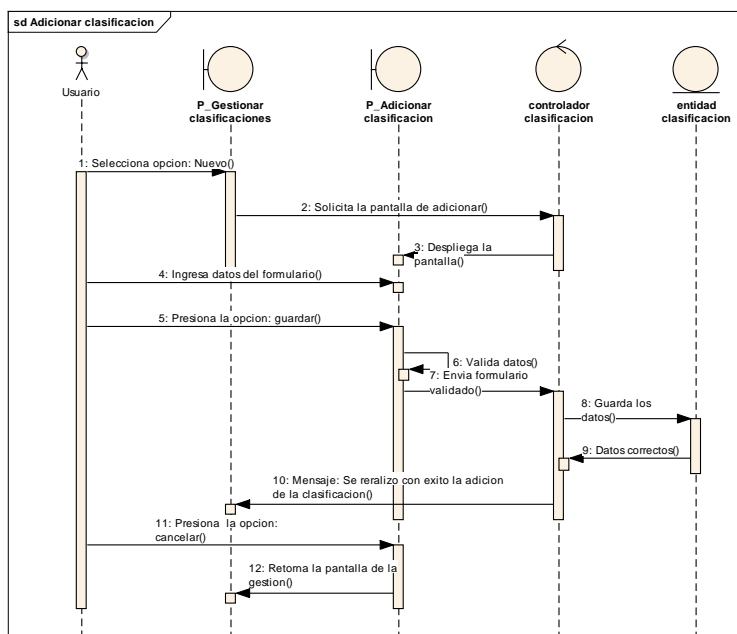 sd Adicionar clasificacion
Usuario
P_Gestionar
clasificaciones
P_Adicionar
clasificacion
controlador
clasificacion
entidad
clasificacion
1: Selecciona opcion: Nuevo()
2: Solicita la pantalla de adicionar()
3: Despliega la
pantalla()
4: Ingresa datos del formulario()
5: Presiona la opcion: guardar()
6: Valida datos()
7: Envia formulario
validado()
8: Guarda los
datos()
9: Datos correctos()
10: Mensaje: Se reralizo con exito la adicion
de la clasificacion()
11: Presiona la opcion:
cancelar()
12: Retorna la pantalla de la
gestion()